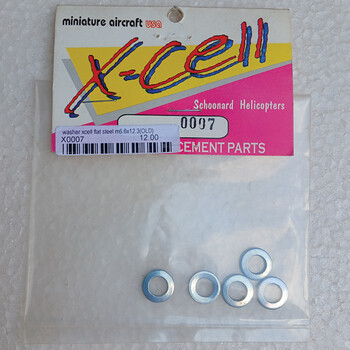 miniature aircraft usa
x-cell
Schoonard Helicopters
0097
washer xcell flat steel m6.6x12.3(OLD)
X0007 12.00
CEMENT PARTS